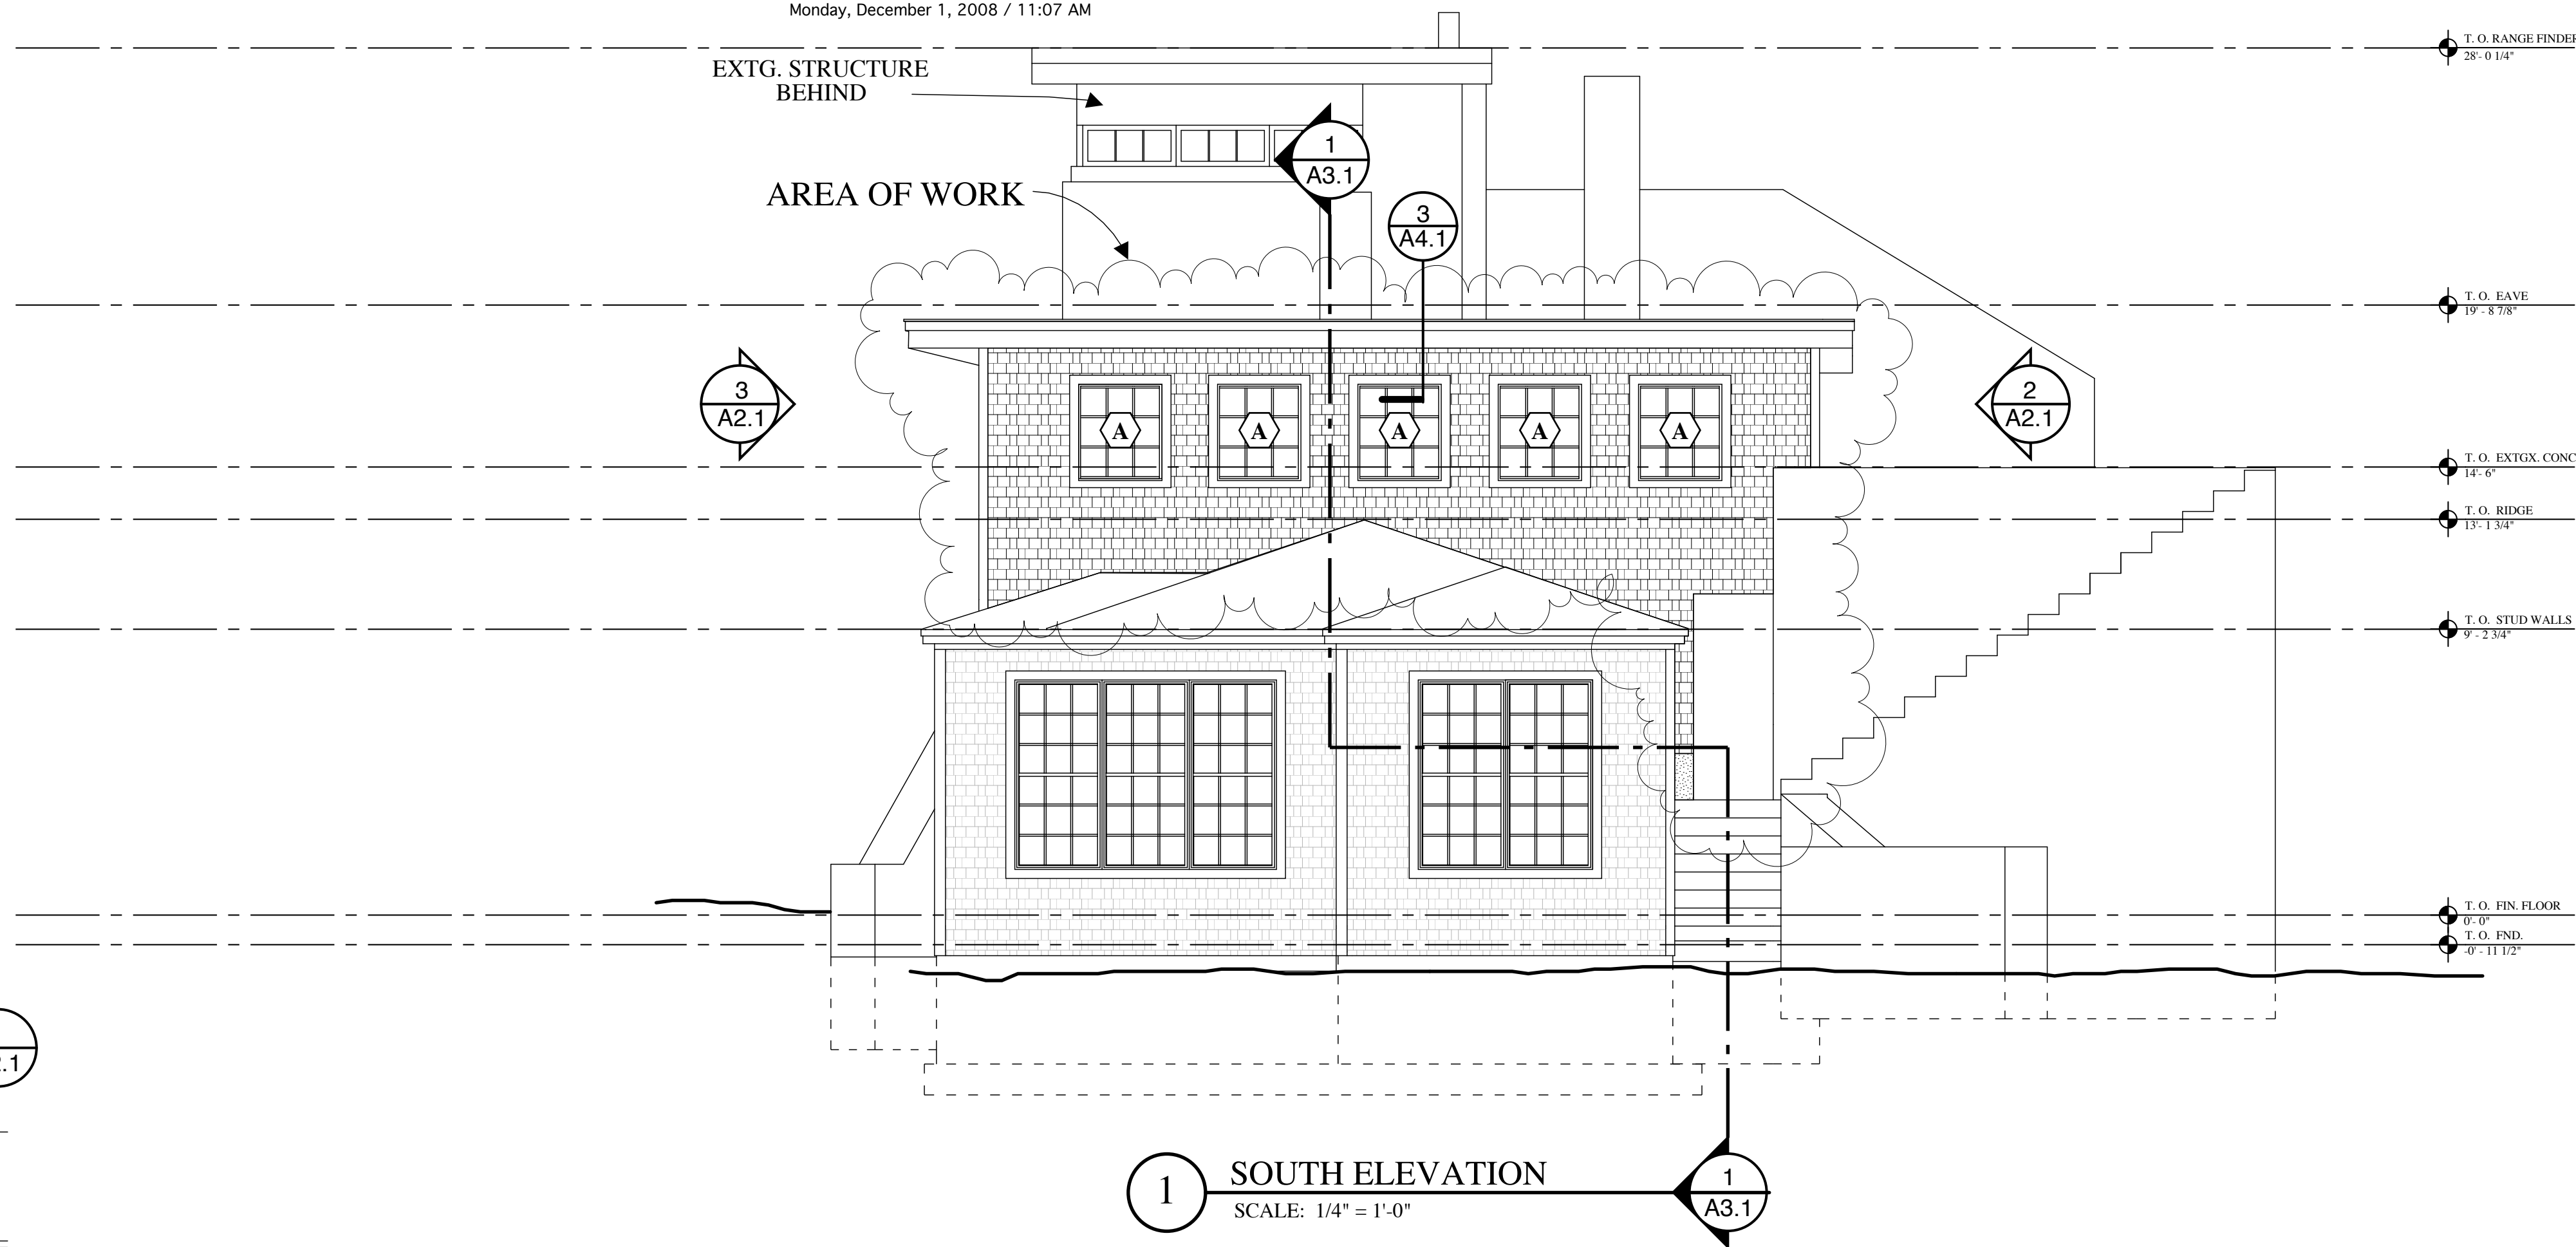 Monday, December 1, 2008 / 11:07 AM
T. O. RANGE FINDER
28'- 0 1/4"
EXTG. STRUCTURE
BEHIND
1
A3.1
AREA OF WORK
3
A4.1
T. O. EAVE
19' - 8 7/8"
3
A2.1
2
A2.1
A
A
A
A
A
T. O. EXTGX. CONC
14'- 6"
T. O. RIDGE
13'- 1 3/4"
T. O. STUD WALLS
9' - 2 3/4"
T. O. FIN. FLOOR
0'- 0"
T. O. FND.
-0' - 11 1/2"
.1
1
SOUTH ELEVATION
SCALE: 1/4" = 1'-0"
1
A3.1